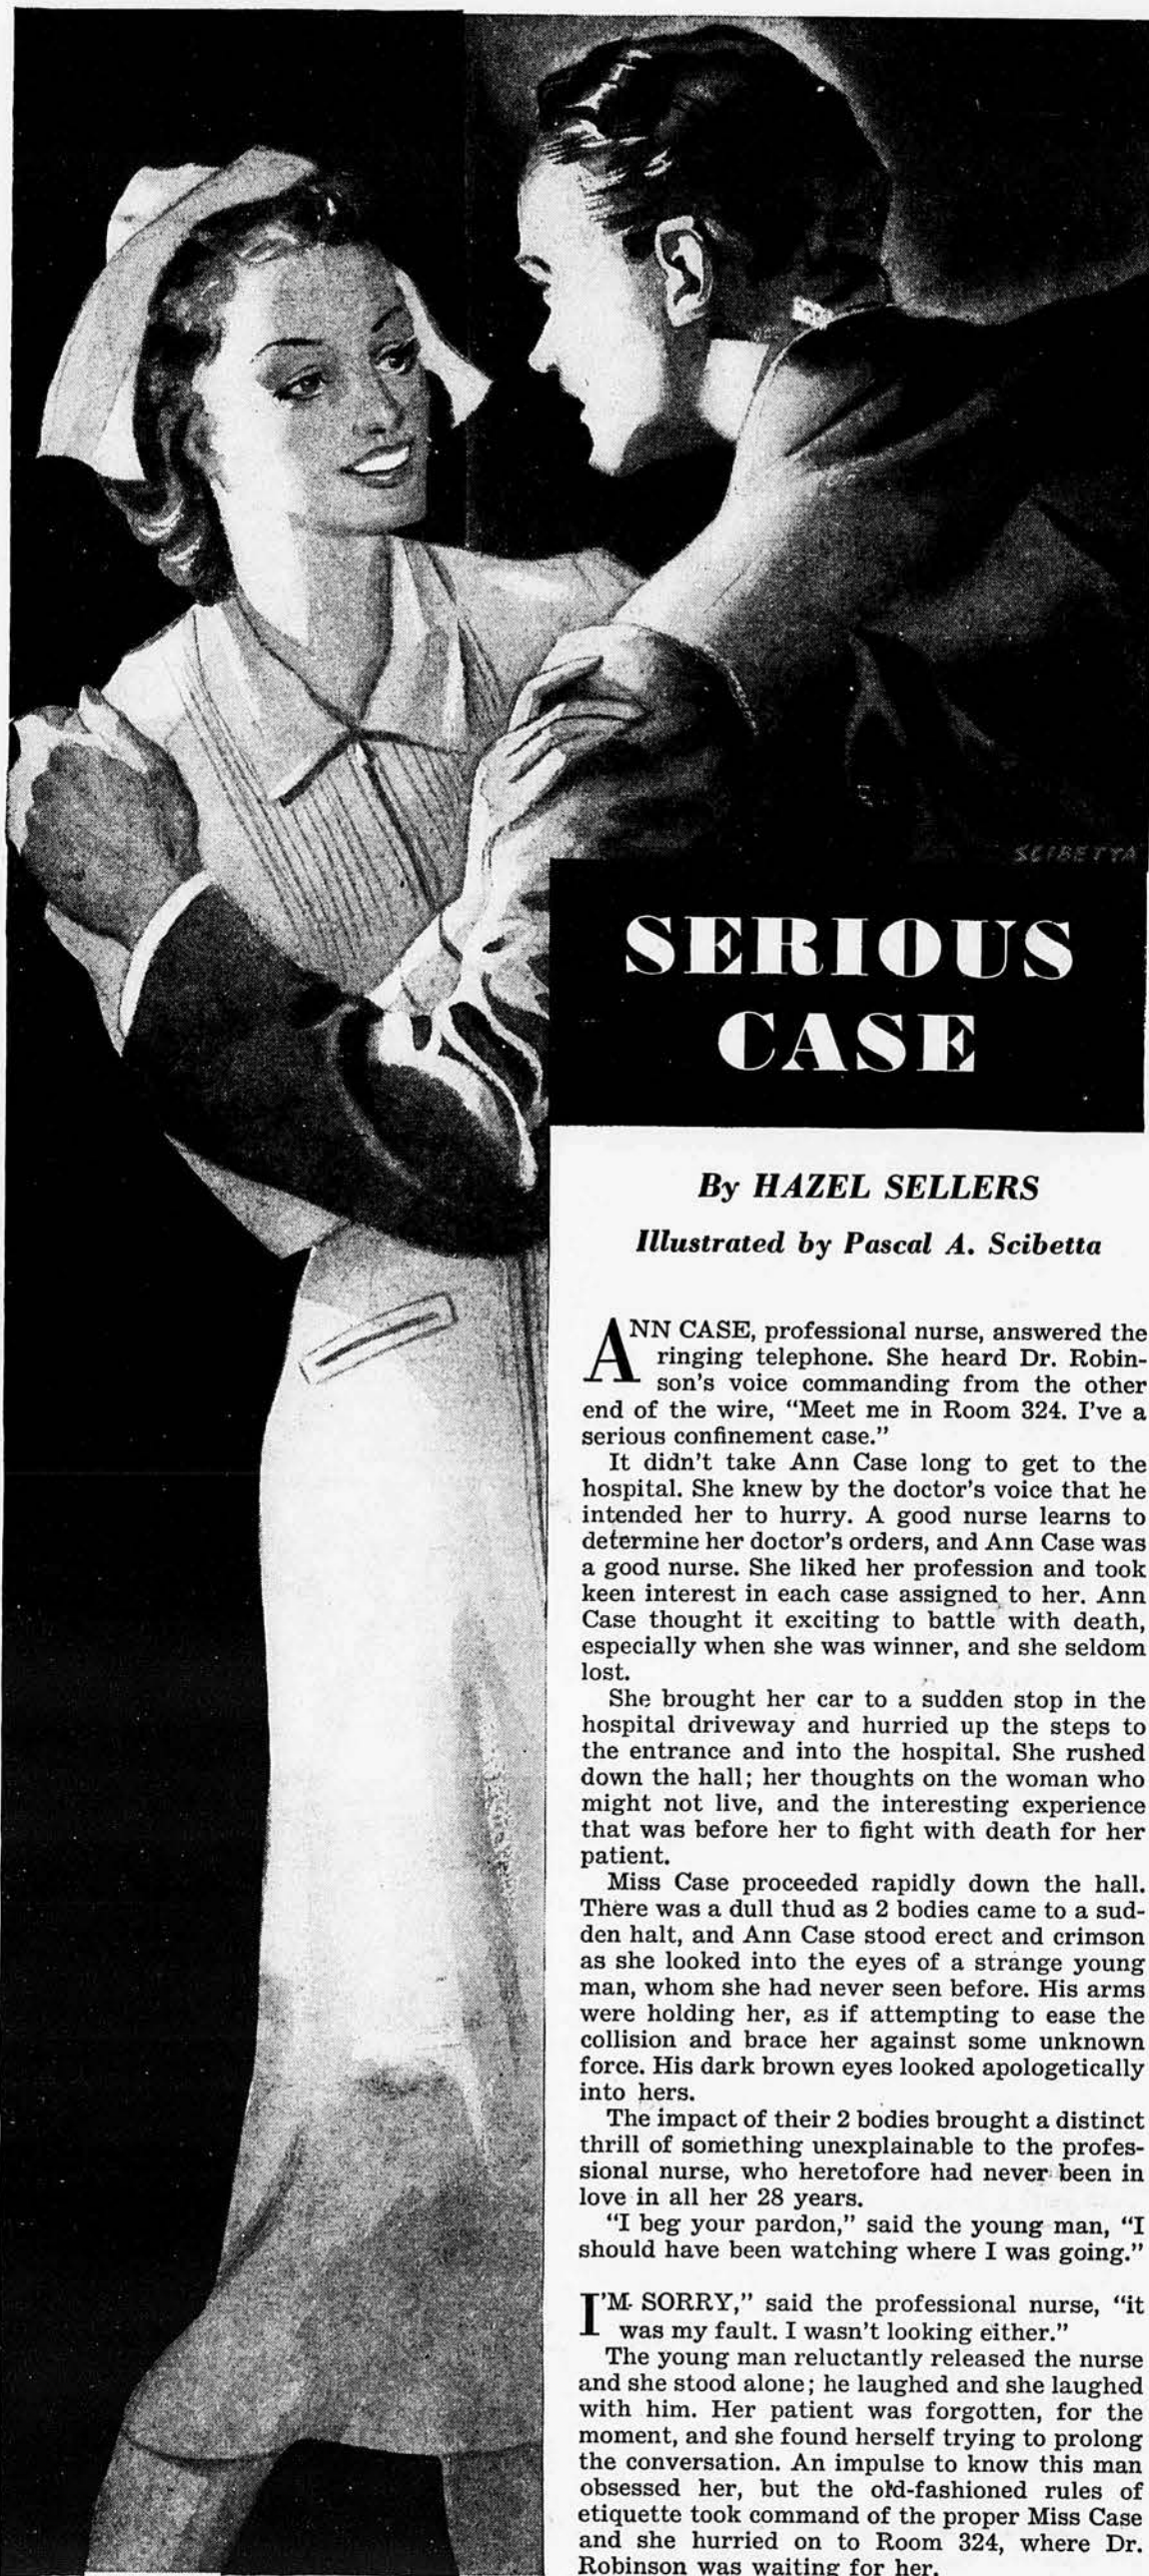 SCIBETTA
SERIOUS
CASE
By HAZEL SELLERS
Illustrated by Pascal A. Scibetta
ANN CASE, professional nurse, answered the
ringing telephone. She heard Dr. Robin-
son's voice commanding from the other
end of the wire, "Meet me in Room 324. I've a
serious confinement case."
It didn't take Ann Case long to get to the
hospital. She knew by the doctor's voice that he
intended her to hurry. A good nurse learns to
determine her doctor's orders, and Ann Case was
a good nurse. She liked her profession and took
keen interest in each case assigned to her. Ann
Case thought it exciting to battle with death,
especially when she was winner, and she seldom
lost.
She brought her car to a sudden stop in the
hospital driveway and hurried up the steps to
the entrance and into the hospital. She rushed
down the hall; her thoughts on the woman who
might not live, and the interesting experience
that was before her to fight with death for her
patient.
Miss Case proceeded rapidly down the hall.
There was a dull thud as 2 bodies came to a sud-
den halt, and Ann Case stood erect and crimson
as she looked into the eyes of a strange young
man, whom she had never seen before. His arms
were holding her, as if attempting to ease the
collision and brace her against some unknown
force. His dark brown eyes looked apologetically
into hers.
The impact of their 2 bodies brought a distinct
thrill of something unexplainable to the profes-
sional nurse, who heretofore had never been in
love in all her 28 years.
"I beg your pardon," said the young man, "I
should have been watching where I was going."
I'M SORRY," said the professional nurse, "it
was my fault. I wasn't looking either."
The young man reluctantly released the nurse
and she stood alone; he laughed and she laughed
with him. Her patient was forgotten, for the
moment, and she found herself trying to prolong
the conversation. An impulse to know this man
obsessed her, but the old-fashioned rules of
etiquette took command of the proper Miss Case
and she hurried on to Room 324, where Dr.
Robinson was waiting for her.